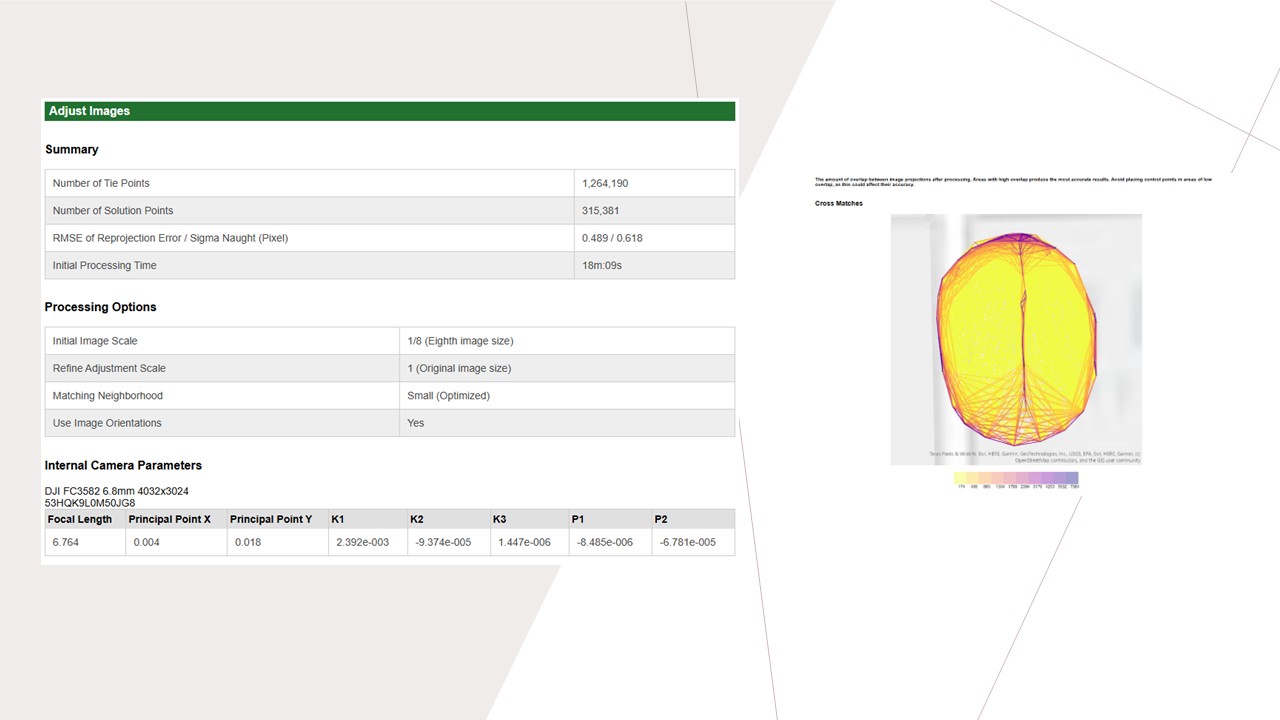 Adjust Images
Summary
Number of Tie Points 1,264,190
Number of Solution Points 315,381
RMSE of Reprojection Error / Sigma Naught (Pixel) 0.489 / 0.618
Initial Processing Time 18m:09s
Processing Options
Initial Image Scale 1/8 (Eighth image size)
Refine Adjustment Scale 1 (Original image size)
Matching Neighborhood Small (Optimized)
Use Image Orientations Yes
Internal Camera Parameters
DJI FC3582 6.8mm 4032x3024
53HQK9L0M50JG8
Focal Length Principal Point X Principal Point Y K1 K2 K3 P1 P2
6.764 0.004 0.018 2.392e-003 -9.374e-005 1.447e-006 -8.485e-006 -6.781e-005
The amount of overlap between image projections after processing. Areas with high overlap produce the most accurate results. Avoid placing control points in areas of low
overlap, as this could affect their accuracy.
Cross Matches
Texas Parks & Wildlife, Esri, HERE, Garmin, GeoTechnologies, Inc., USGS, EPA, Esri, HERE, Garmin, (c)
OpenStreetMap contributors, and the GIS user community